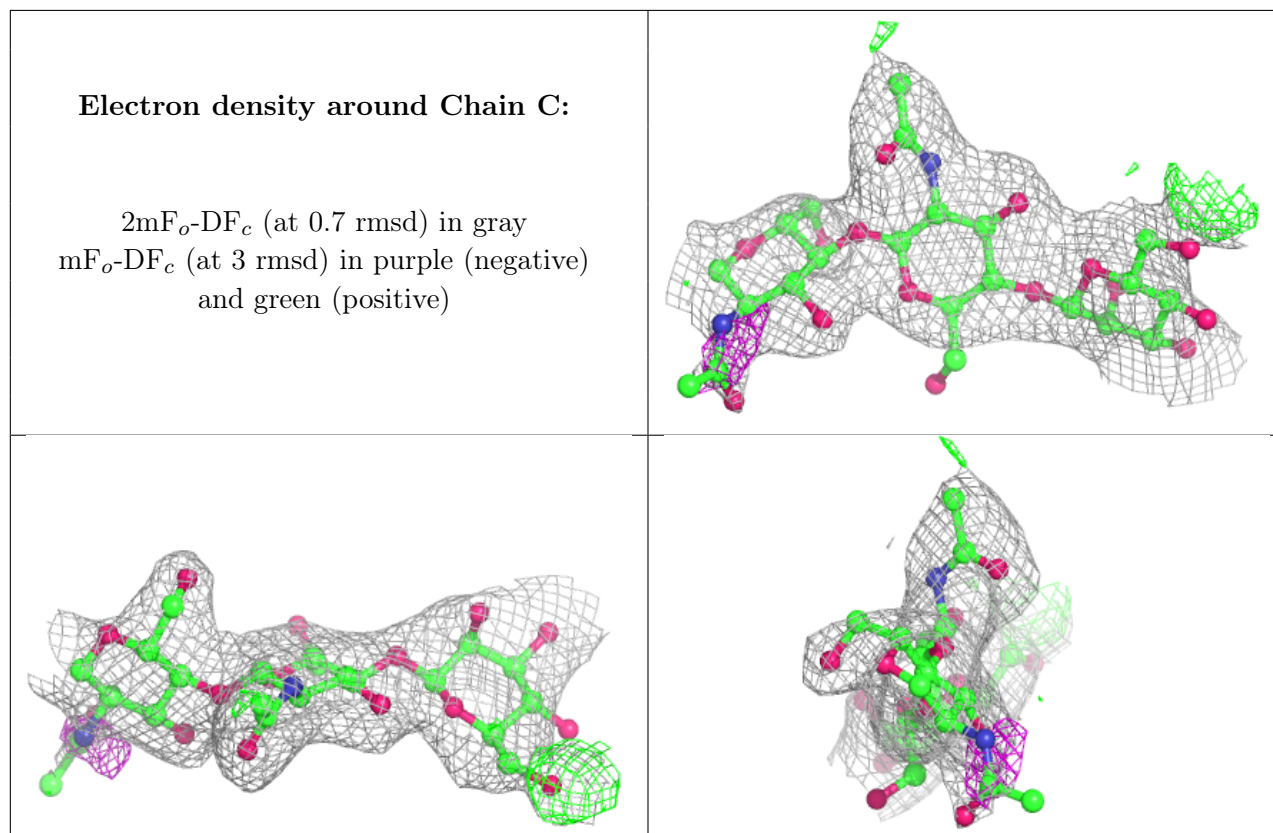 Electron density around Chain C:
2mFo-DFc (at 0.7 rmsd) in gray
mFo-DFc (at 3 rmsd) in purple (negative)
and green (positive)